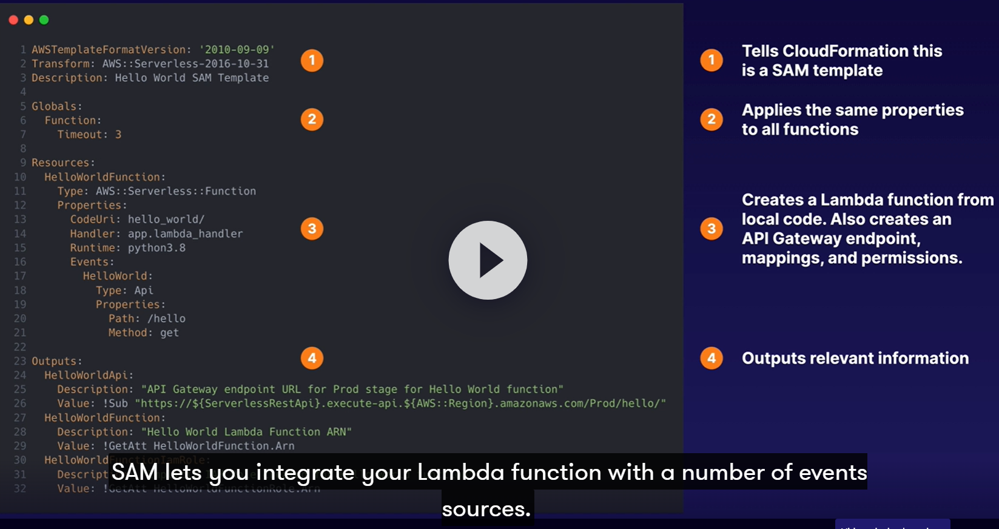 1 AWSTemplateFormatVersion: '2010-09-09'
2 Transform: AWS::Serverless-2016-10-31
3 Description: Hello World SAM Template
4
5 Globals:
6 Function:
7 Timeout: 3
8
9 Resources:
10 HelloWorldFunction:
11 Type: AWS::Serverless::Function
12 Properties:
13 CodeUri: hello_world/
14 Handler: app.lambda_handler
15 Runtime: python3.8
16 Events:
17 HelloWorld:
18 Type: Api
19 Properties:
20 Path: /hello
21 Method: get
22
23 Outputs:
24 HelloWorldApi:
25 Description: "API Gateway endpoint URL for Prod stage for Hello World function"
26 Value: !Sub "https://${ServerlessRestApi}.execute-api.${AWS::Region}.amazonaws.com/Prod/hello/"
27 HelloWorldFunction:
28 Description: "Hello World Lambda Function ARN"
29 Value: !GetAtt HelloWorldFunction.Arn
30 HelloWorldFunctionIamRole:
31
32 Value: !GetAtt HelloWorldFunctionRole.Arn
1
2
3
4
1 Tells CloudFormation this
is a SAM template
2 Applies the same properties
to all functions
3 Creates a Lambda function from
local code. Also creates an
API Gateway endpoint,
mappings, and permissions.
4 Outputs relevant information
SAM lets you integrate your Lambda function with a number of events
sources.